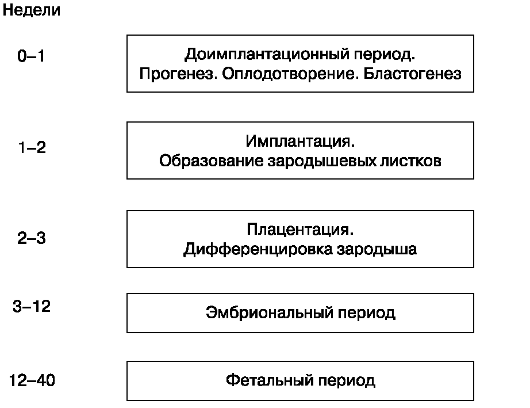 Недели
0–1
Доимплантационный период.
Прогенез. Оплодотворение. Бластогенез
1–2
Имплантация.
Образование зародышевых листков
2–3
Плацентация.
Дифференцировка зародыша
3–12
Эмбриональный период
12–40
Фетальный период